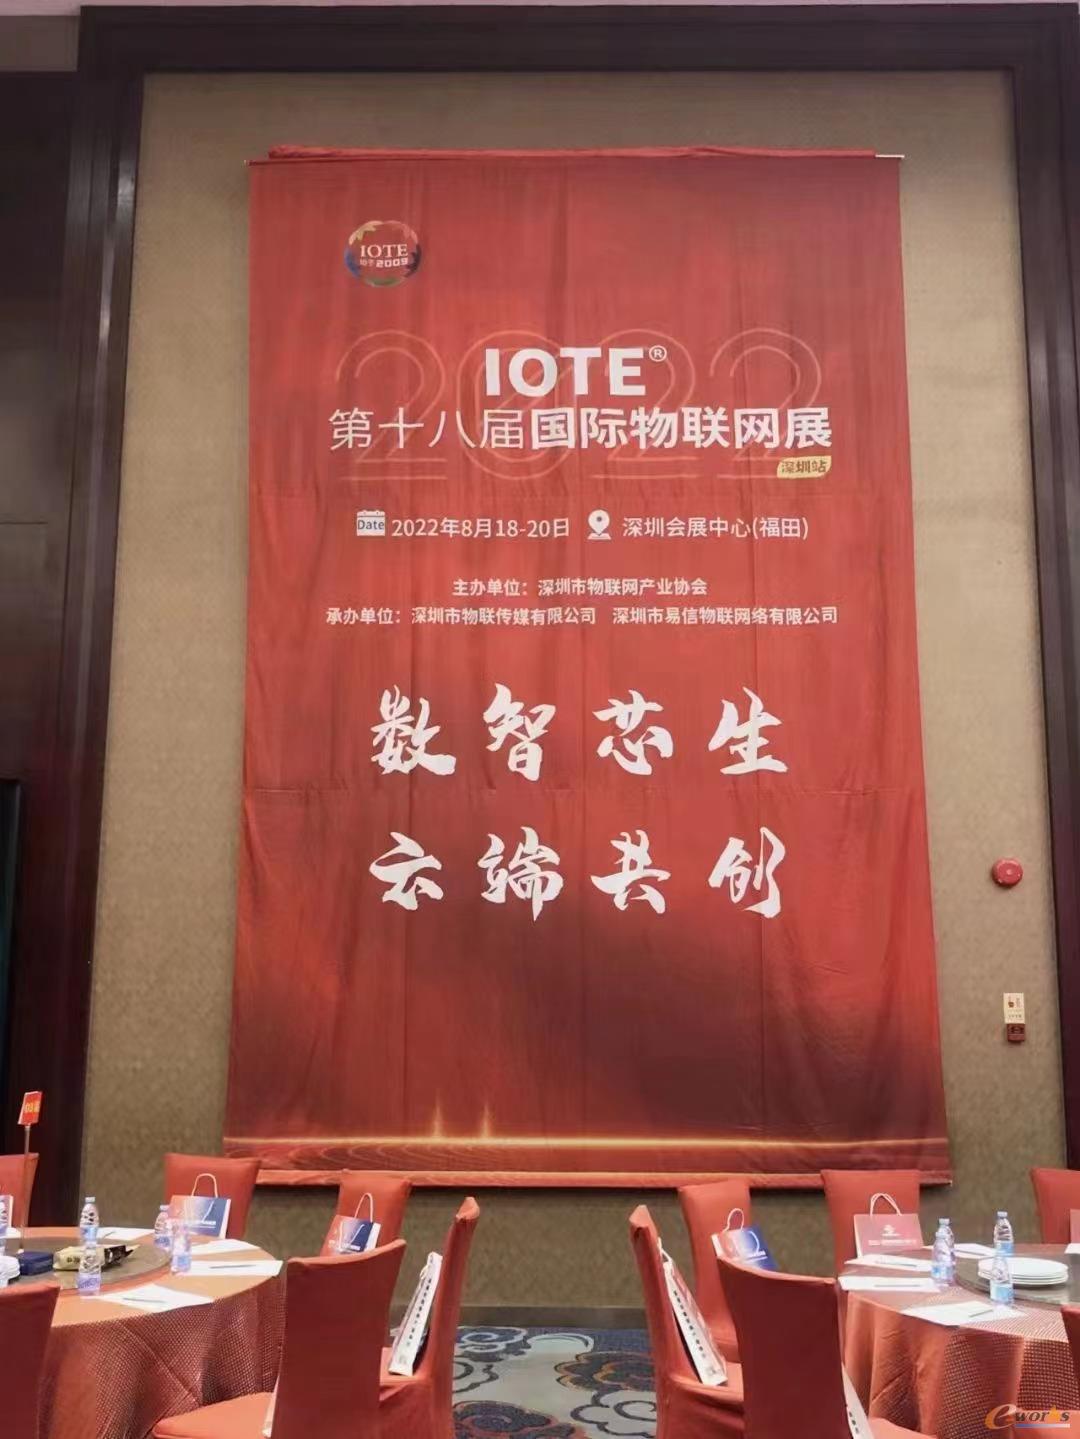 IOTE
始于2009
2022
IOTE®
第十八届国际物联网展
深圳站
Date 2022年8月18-20日 深圳会展中心(福田)
主办单位：深圳市物联网产业协会
承办单位：深圳市物联传媒有限公司 深圳市易信物联网络有限公司
数智芯生
云端共创
e-works